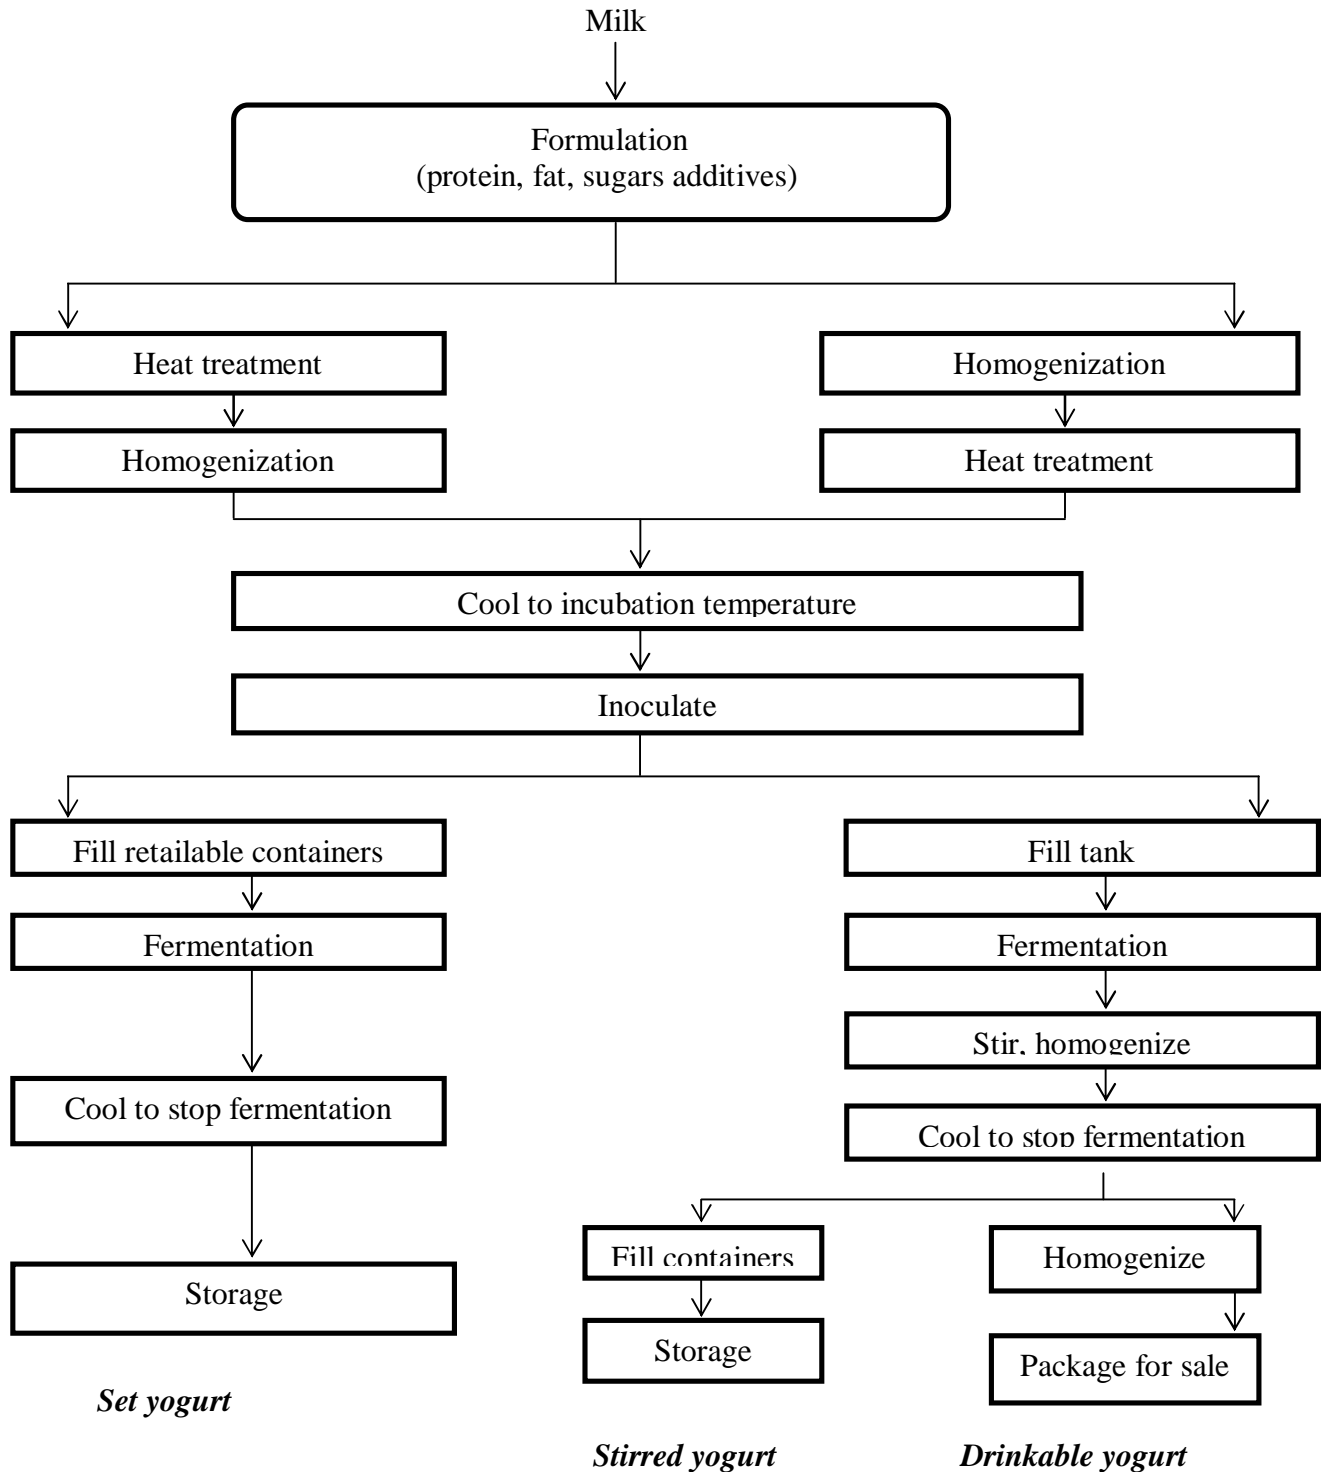 Milk
Formulation
(protein, fat, sugars additives)
Heat treatment
Homogenization
Homogenization
Heat treatment
Cool to incubation temperature
Inoculate
Fill retailable containers
Fill tank
Fermentation
Fermentation
Stir, homogenize
Cool to stop fermentation
Cool to stop fermentation
Fill containers
Homogenize
Storage
Storage
Package for sale
Set yogurt
Stirred yogurt
Drinkable yogurt